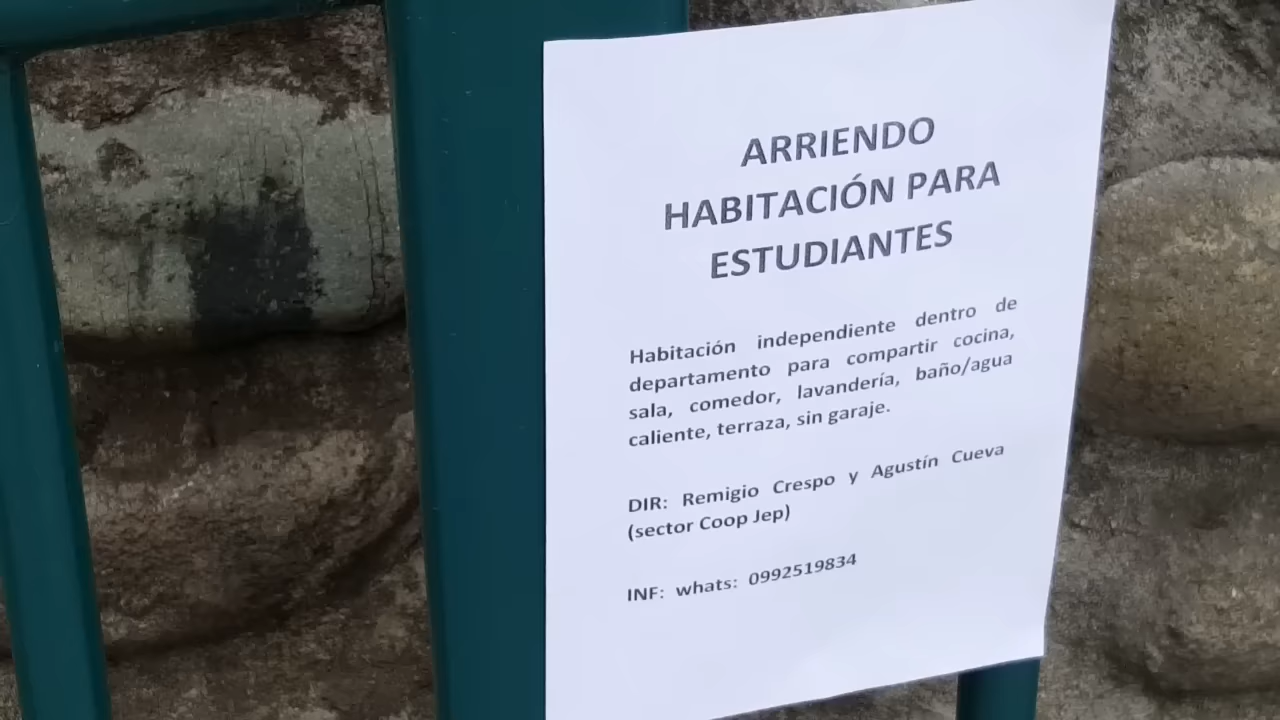 ARRIENDO
HABITACIÓN PARA
ESTUDIANTES
Habitación independiente dentro de
departamento para compartir cocina,
sala, comedor, lavandería, baño/agua
caliente, terraza, sin garaje.
DIR: Remigio Crespo y Agustín Cueva
(sector Coop Jep)
INF: whats: 0992519834